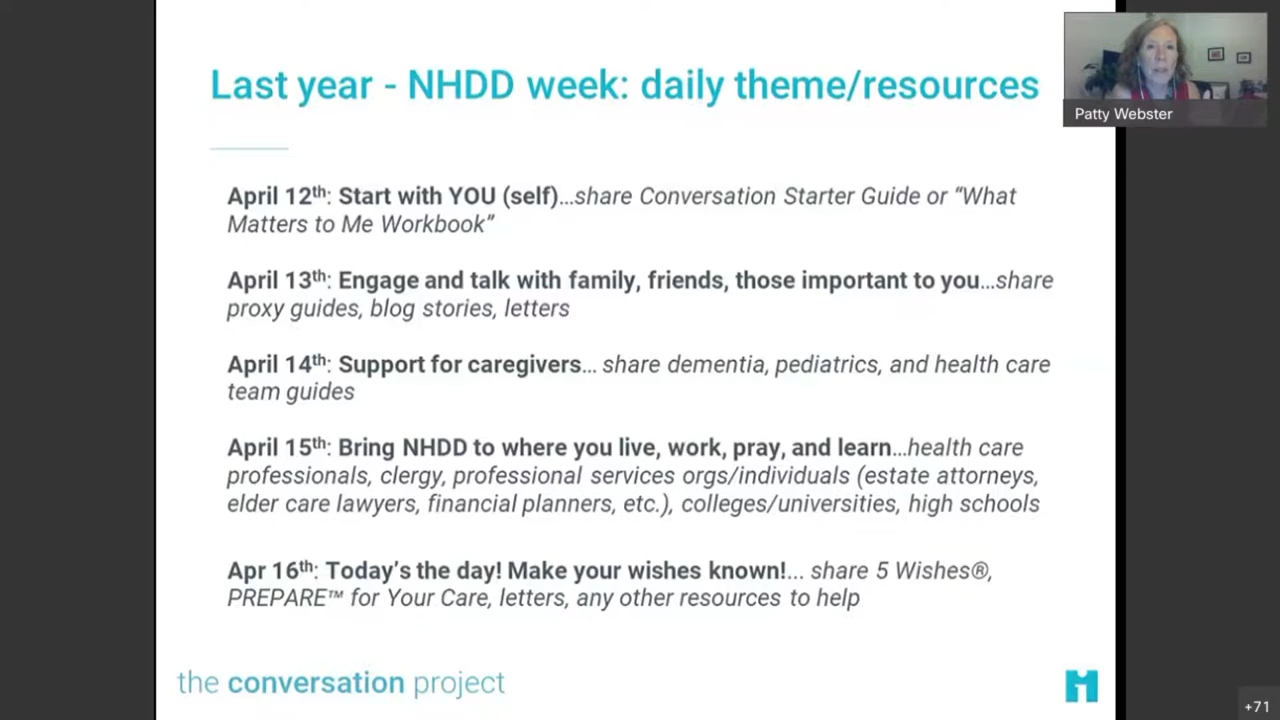 Last year - NHDD week: daily theme/resources
Patty Webster
April 12th: Start with YOU (self)...share Conversation Starter Guide or “What
Matters to Me Workbook”
April 13th: Engage and talk with family, friends, those important to you...share
proxy guides, blog stories, letters
April 14th: Support for caregivers... share dementia, pediatrics, and health care
team guides
April 15th: Bring NHDD to where you live, work, pray, and learn...health care
professionals, clergy, professional services orgs/individuals (estate attorneys,
elder care lawyers, financial planners, etc.), colleges/universities, high schools
Apr 16th: Today’s the day! Make your wishes known!... share 5 Wishes®,
PREPARE™ for Your Care, letters, any other resources to help
the conversation project
+71